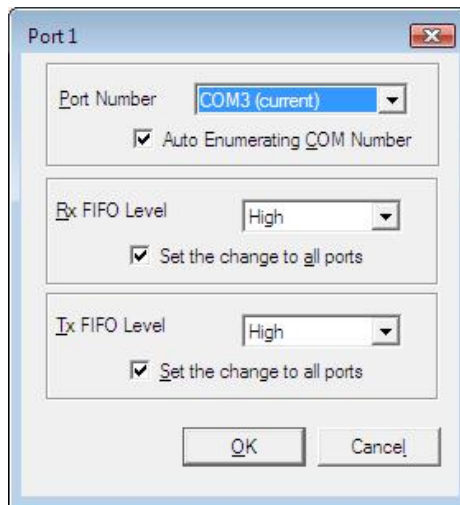 Port 1
Port Number COM3 (current)
Auto Enumerating COM Number
Rx FIFO Level High
Set the change to all ports
Tx FIFO Level High
Set the change to all ports
OK Cancel